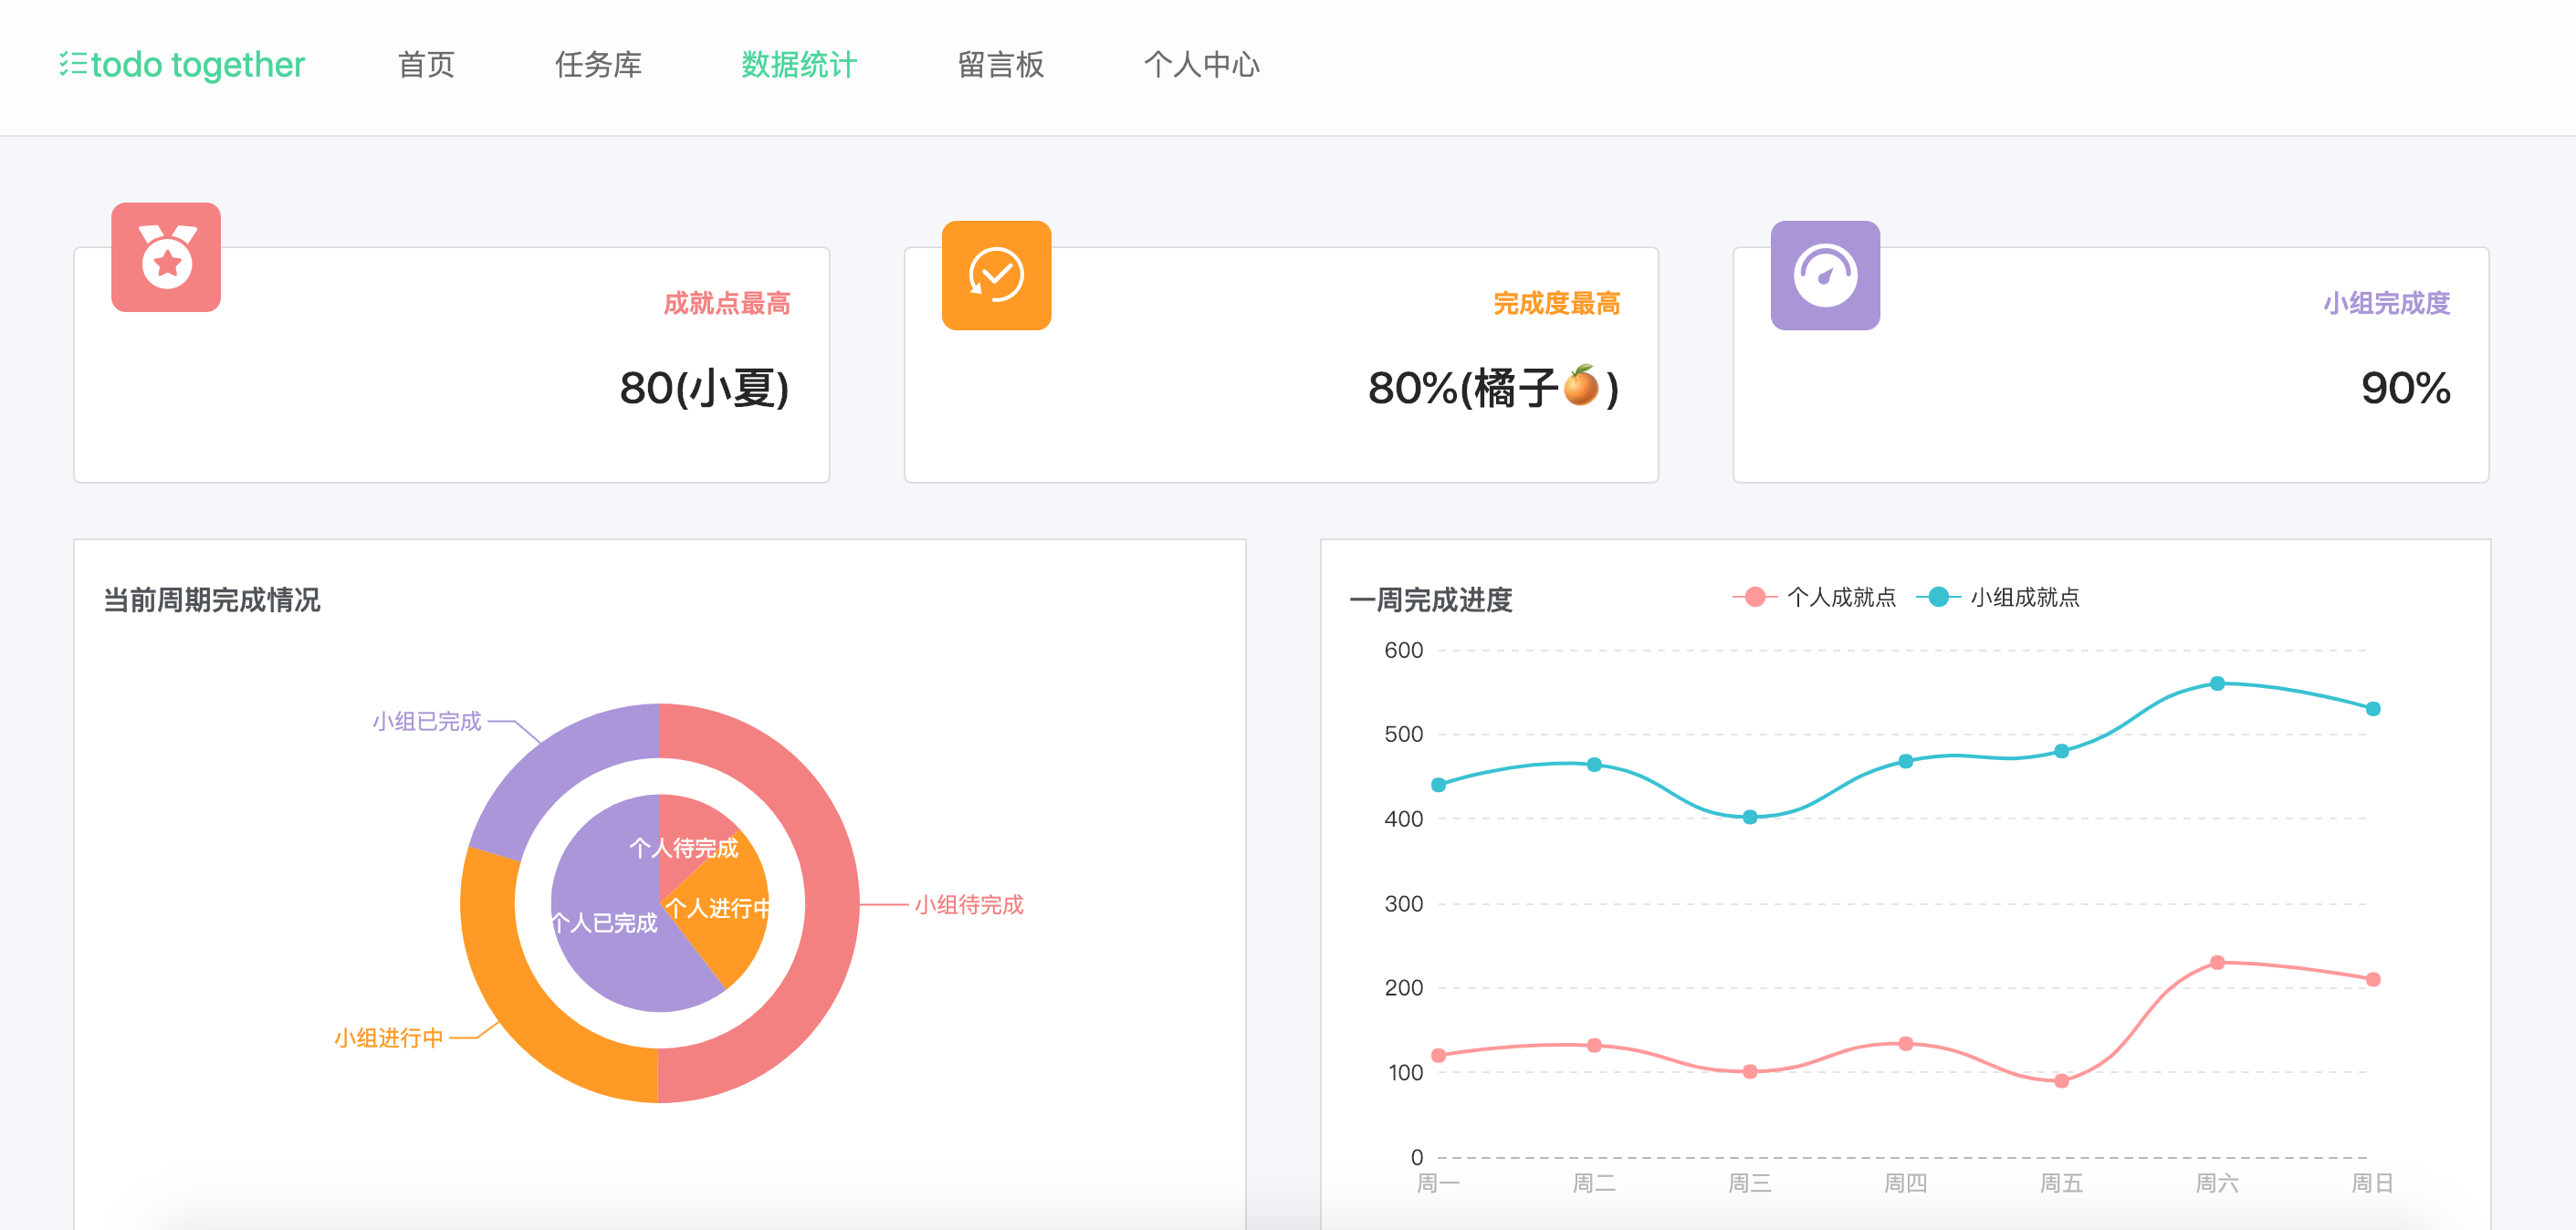 todo together 首页 任务库 数据统计 留言板 个人中心
成就点最高
80(小夏)
完成度最高
80%(橘子🍊)
小组完成度
90%
当前周期完成情况
小组已完成
个人待完成
个人进行中
个人已完成
小组待完成
小组进行中
一周完成进度
个人成就点 小组成就点
600
500
400
300
200
100
0
周一 周二 周三 周四 周五 周六 周日